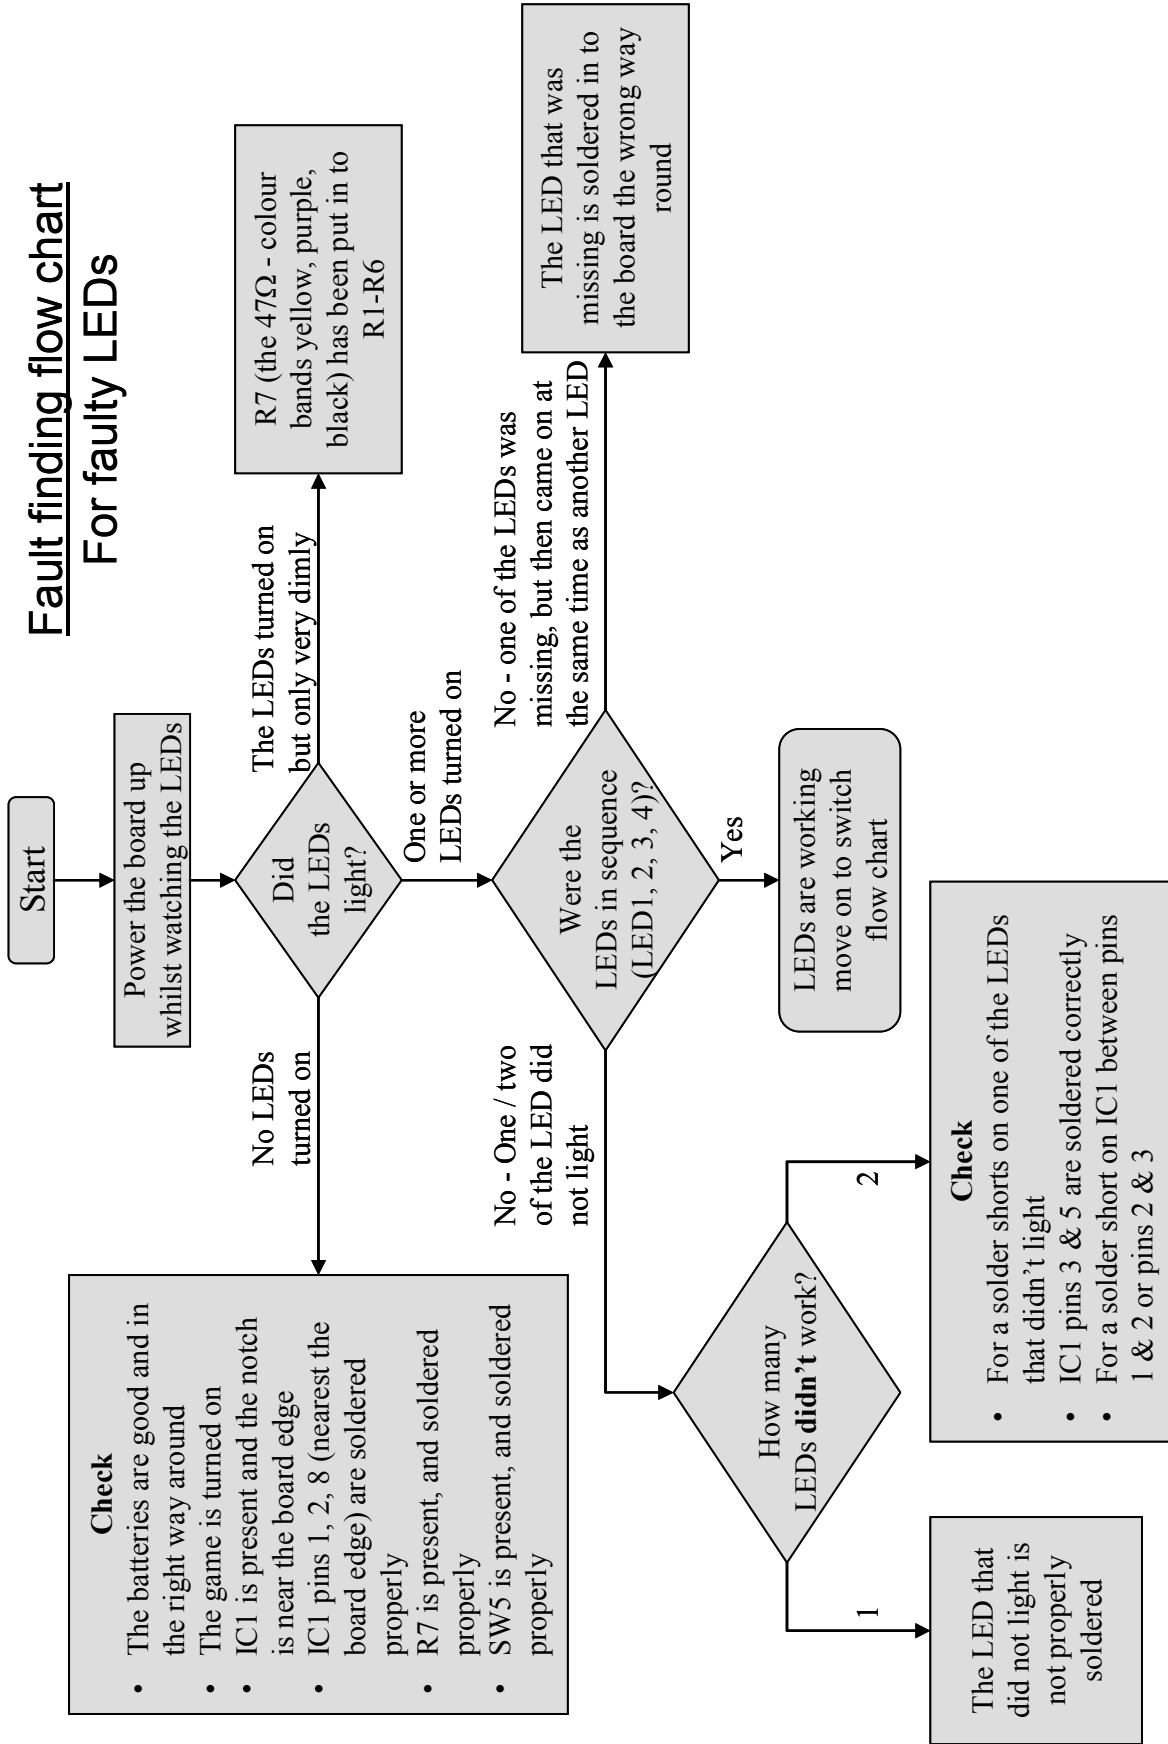 Fault finding flow chart
For faulty LEDs
Start
Power the board up
whilst watching the LEDs
Did
the LEDs
light?
The LEDs turned on
but only very dimly
R7 (the 47Ω - colour
bands yellow, purple,
black) has been put in to
R1-R6
No LEDs
turned on
Check
• The batteries are good and in
the right way around
• The game is turned on
• IC1 is present and the notch
is near the board edge
• IC1 pins 1, 2, 8 (nearest the
board edge) are soldered
properly
• R7 is present, and soldered
properly
• SW5 is present, and soldered
properly
One or more
LEDs turned on
Were the
LEDs in sequence
(LED1, 2, 3, 4)?
No - one of the LEDs was
missing, but then came on at
the same time as another LED
The LED that was
missing is soldered in to
the board the wrong way
round
Yes
LEDs are working
move on to switch
flow chart
No - One / two
of the LED did
not light
How many
LEDs didn't work?
1
The LED that
did not light is
not properly
soldered
2
Check
• For a solder shorts on one of the LEDs
that didn't light
• IC1 pins 3 & 5 are soldered correctly
• For a solder short on IC1 between pins
1 & 2 or pins 2 & 3